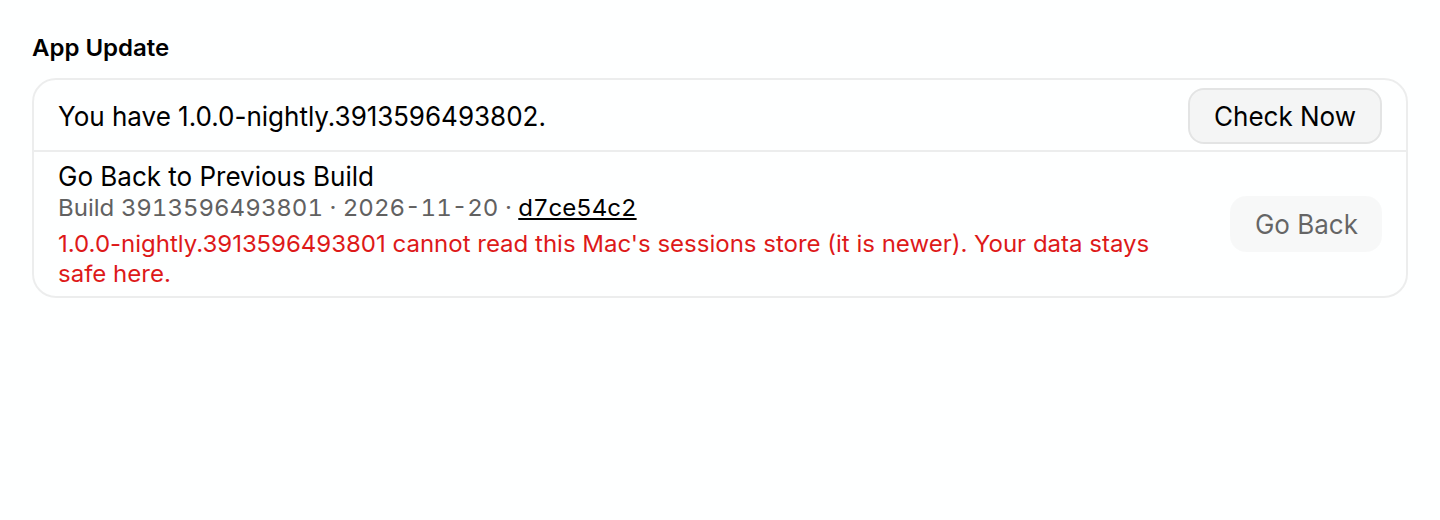 App Update
You have 1.0.0-nightly.3913596493802.
Check Now
Go Back to Previous Build
Build 3913596493801 · 2026-11-20 · d7ce54c2
1.0.0-nightly.3913596493801 cannot read this Mac's sessions store (it is newer). Your data stays
safe here.
Go Back